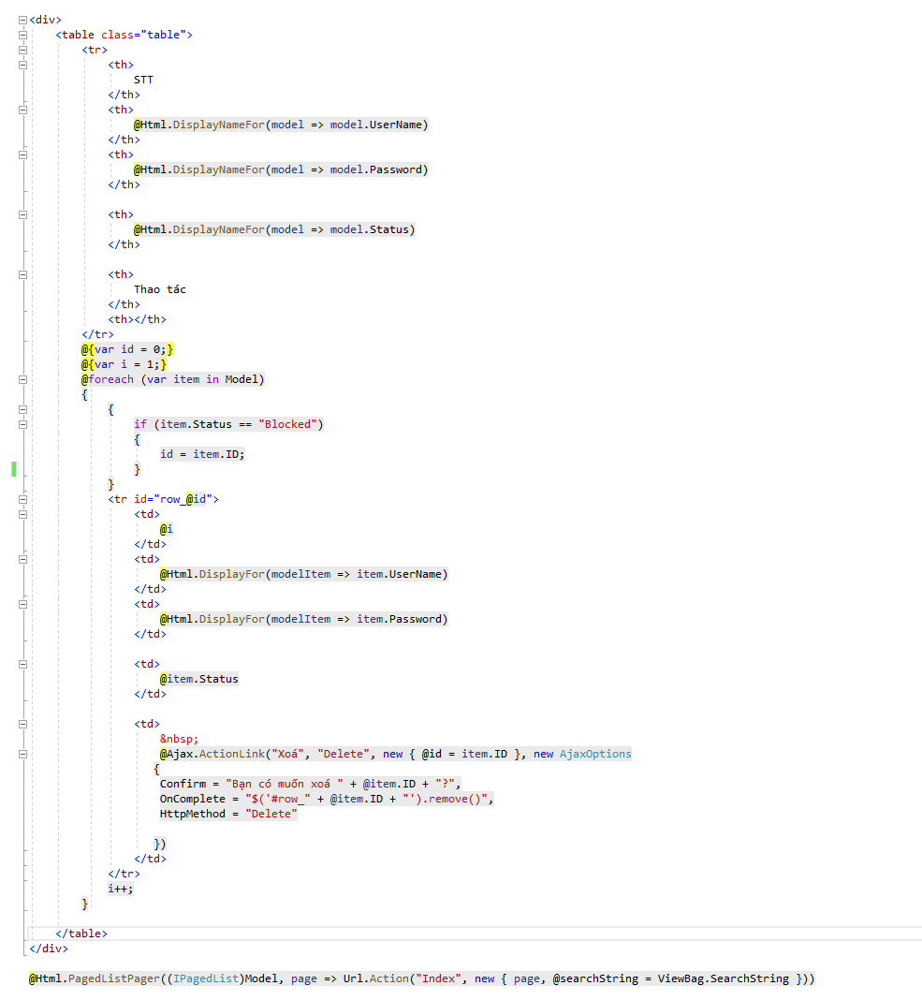 <div>
<table class="table">
<tr>
<th>
STT
</th>
<th>
@Html.DisplayNameFor(model => model.UserName)
</th>
<th>
@Html.DisplayNameFor(model => model.Password)
</th>
<th>
@Html.DisplayNameFor(model => model.Status)
</th>
<th>
Thao tác
</th>
<th></th>
</tr>
@{var id = 0;}
@{var i = 1;}
@foreach (var item in Model)
{
{
if (item.Status == "Blocked")
{
id = item.ID;
}
}
<tr id="row_@id">
<td>
@i
</td>
<td>
@Html.DisplayFor(modelItem => item.UserName)
</td>
<td>
@Html.DisplayFor(modelItem => item.Password)
</td>
<td>
@item.Status
</td>
<td>
&nbsp;
@Ajax.ActionLink("Xoá", "Delete", new { @id = item.ID }, new AjaxOptions
{
Confirm = "Bạn có muốn xoá " + @item.ID + "?",
OnComplete = "$('#row_" + @item.ID + "').remove()",
HttpMethod = "Delete"
})
</td>
</tr>
i++;
}
</table>
</div>
@Html.PagedListPager((IPagedList)Model, page => Url.Action("Index", new { page, @searchString = ViewBag.SearchString }))